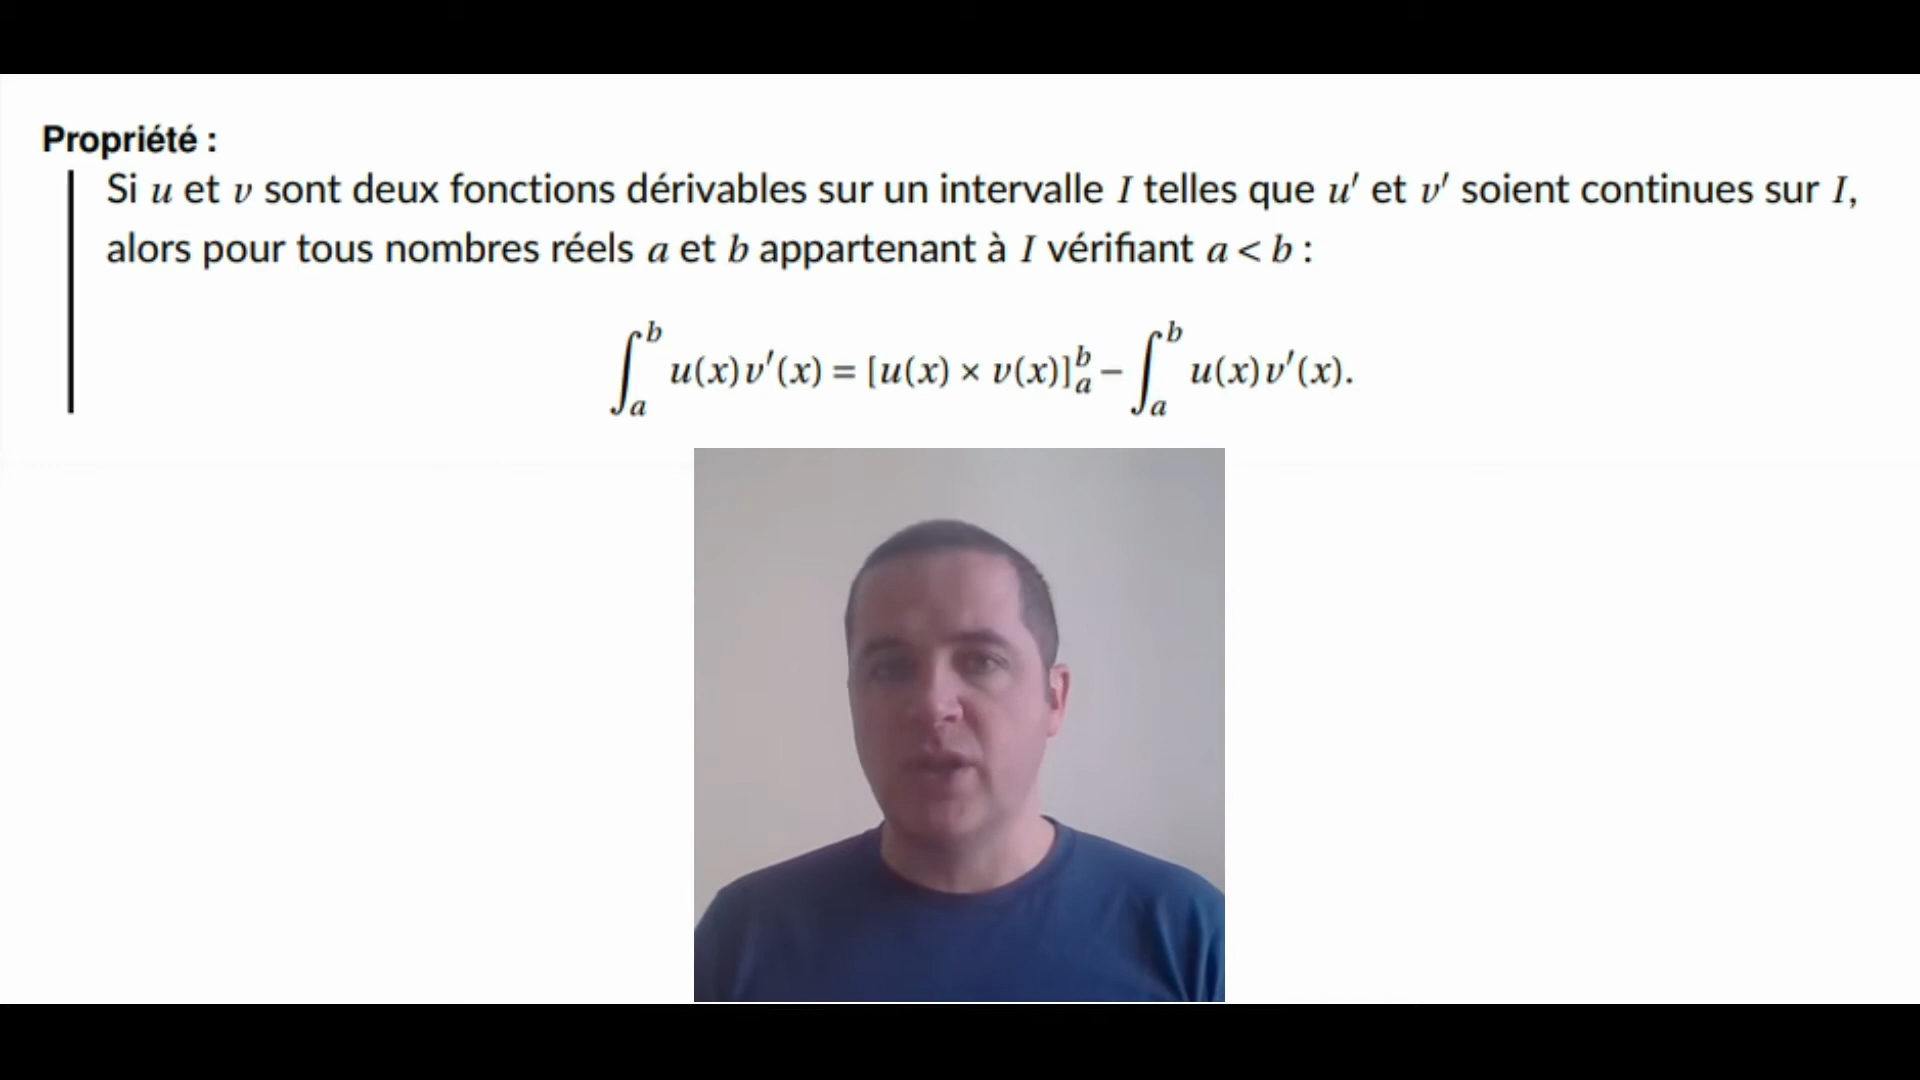 Propriété :
Si u et v sont deux fonctions dérivables sur un intervalle I telles que u′ et v′ soient continues sur I,
alors pour tous nombres réels a et b appartenant à I vérifiant a < b :
∫_a^b u(x)v′(x) = [u(x) × v(x)]_a^b − ∫_a^b u(x)v′(x).